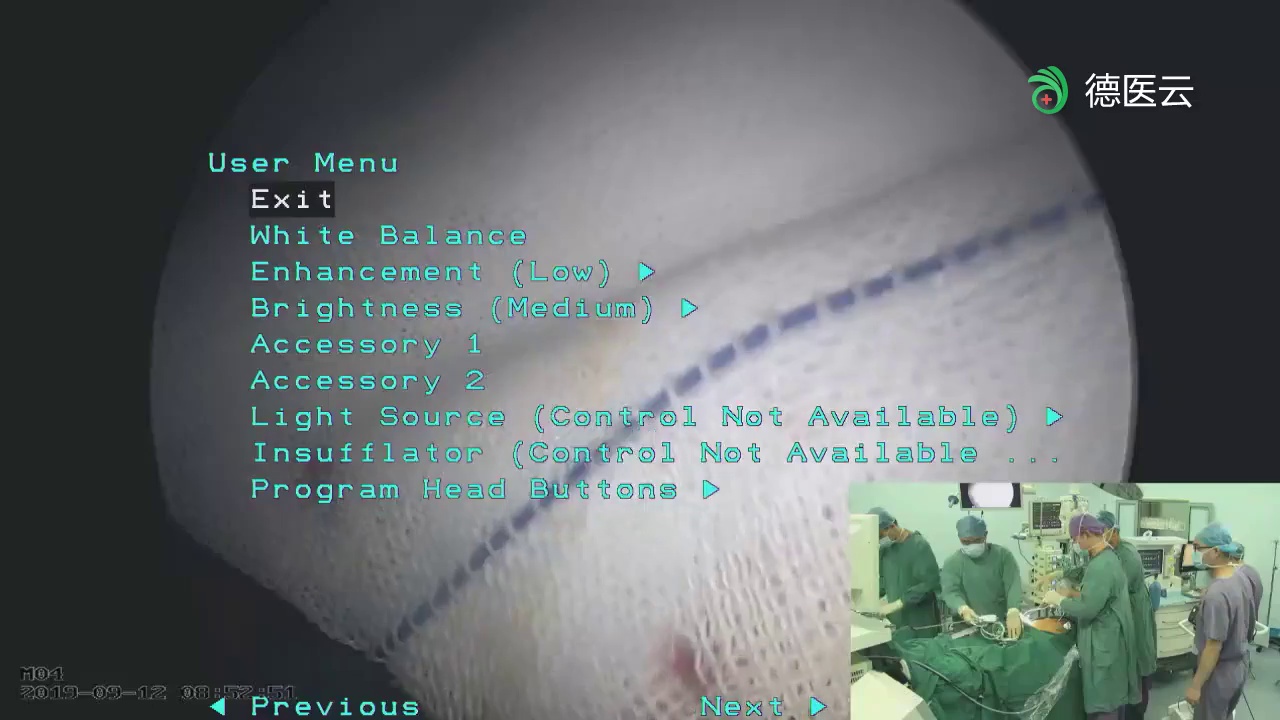 德医云
User Menu
Exit
White Balance
Enhancement (Low) ▶
Brightness (Medium) ▶
Accessory 1
Accessory 2
Light Source (Control Not Available) ▶
Insufflator (Control Not Available ...
Program Head Buttons ▶
M04
2019-09-12 08:52:51
◀ Previous
Next ▶